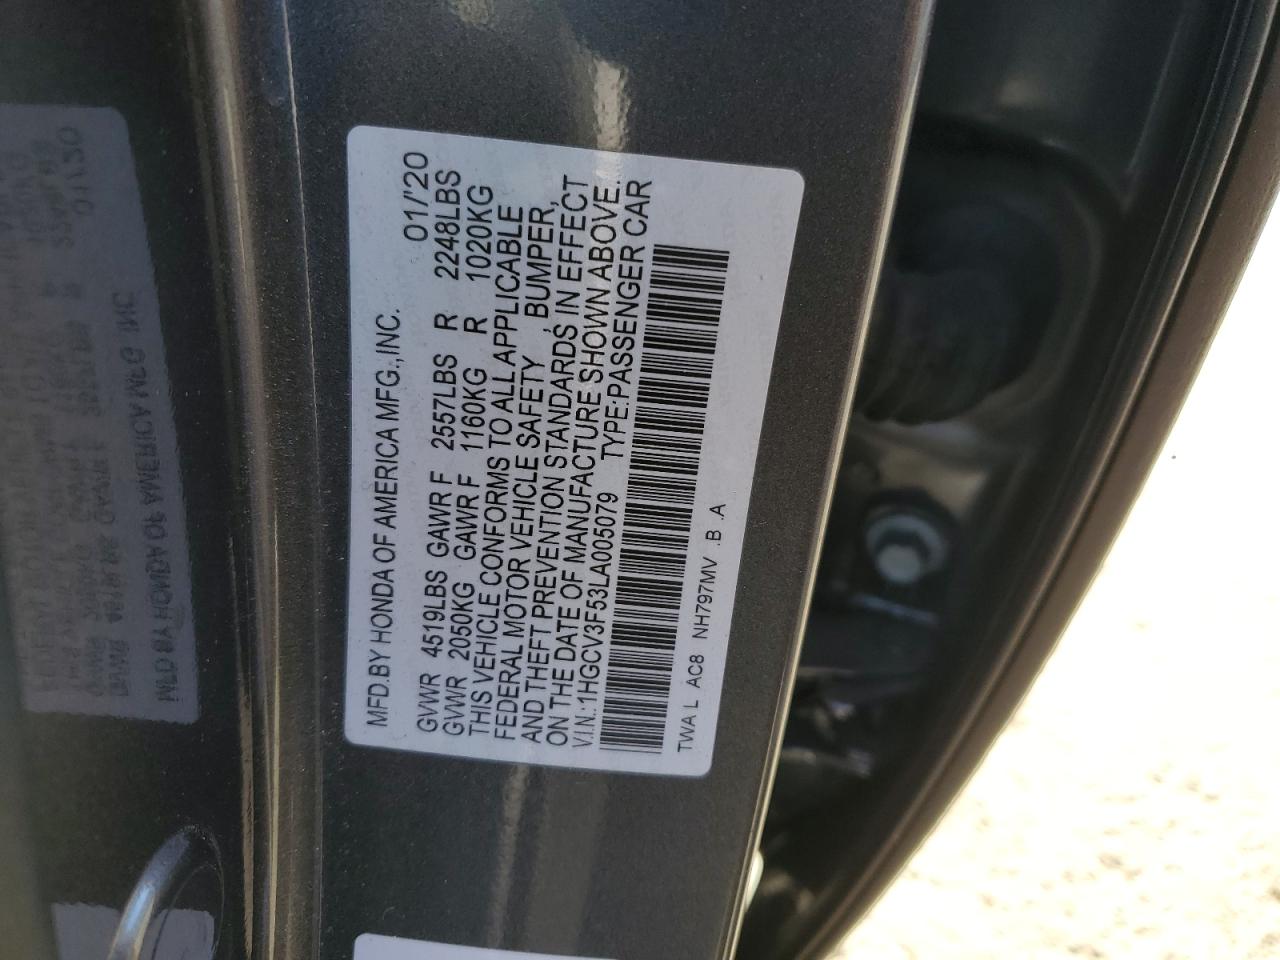 MFD.BY HONDA OF AMERICA MFG.,INC. 01/'20
GVWR 4519LBS GAWR F 2557LBS R 2248LBS
GVWR 2050KG GAWR F 1160KG R 1020KG
THIS VEHICLE CONFORMS TO ALL APPLICABLE
FEDERAL MOTOR VEHICLE SAFETY , BUMPER,
AND THEFT PREVENTION STANDARDS IN EFFECT
ON THE DATE OF MANUFACTURE SHOWN ABOVE.
V.I.N.:1HGCV3F53LA005079 TYPE:PASSENGER CAR
TWA L AC8 NH797MV .B .A